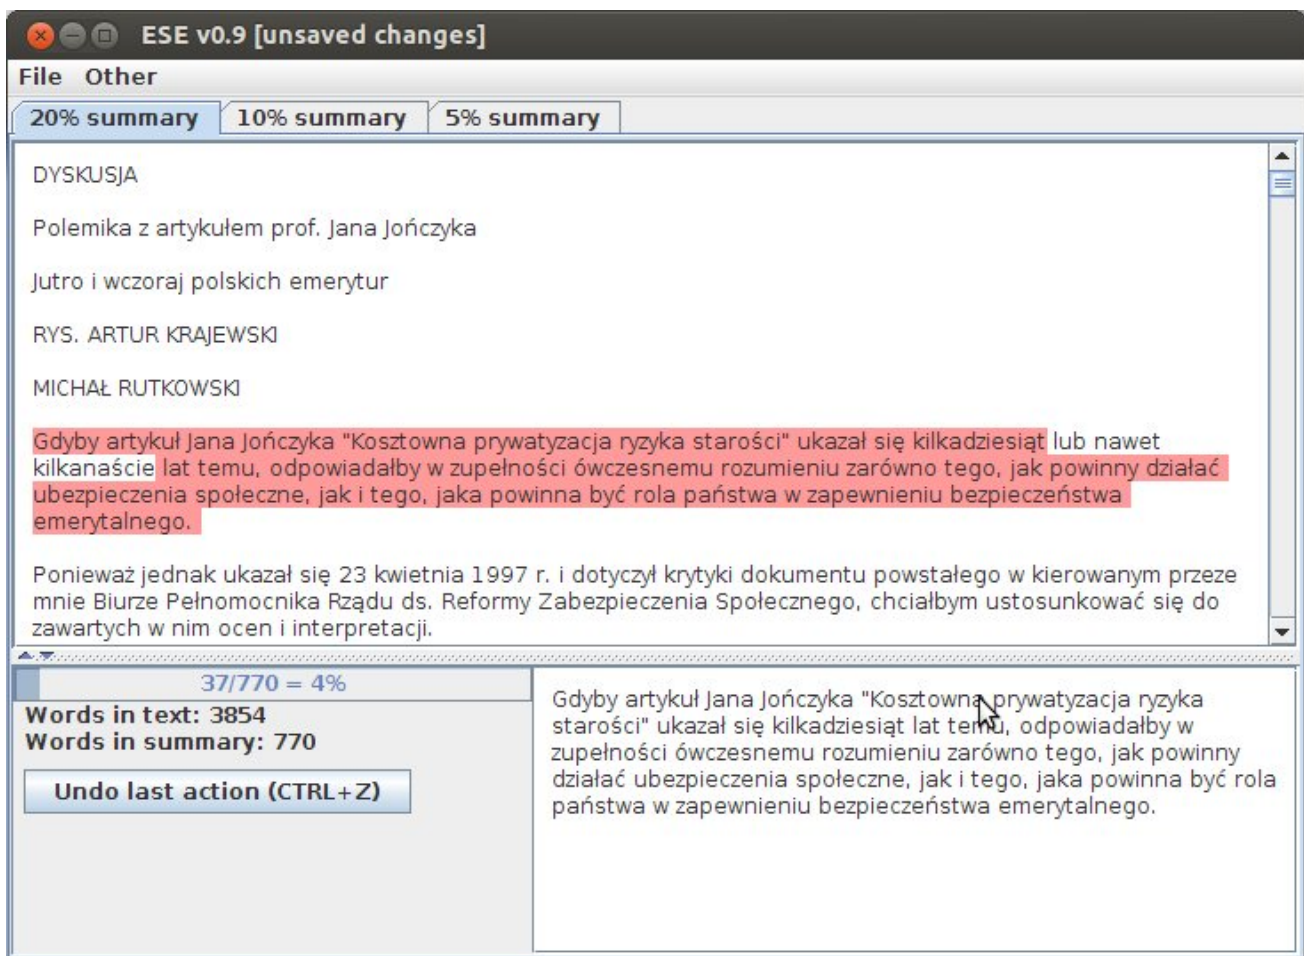 ESE v0.9 [unsaved changes]
File Other
20% summary 10% summary 5% summary
DYSKUSJA
Polemika z artykułem prof. Jana Jończyka
Jutro i wczoraj polskich emerytur
RYS. ARTUR KRAJEWSKI
MICHAŁ RUTKOWSKI
Gdyby artykuł Jana Jończyka "Kosztowna prywatyzacja ryzyka starości" ukazał się kilkadziesiąt lub nawet
kilkanaście lat temu, odpowiadałby w zupełności ówczesnemu rozumieniu zarówno tego, jak powinny działać
ubezpieczenia społeczne, jak i tego, jaka powinna być rola państwa w zapewnieniu bezpieczeństwa
emerytalnego.
Ponieważ jednak ukazał się 23 kwietnia 1997 r. i dotyczył krytyki dokumentu powstałego w kierowanym przeze
mnie Biurze Pełnomocnika Rządu ds. Reformy Zabezpieczenia Społecznego, chciałbym ustosunkować się do
zawartych w nim ocen i interpretacji.
37/770 = 4%
Words in text: 3854
Words in summary: 770
Undo last action (CTRL+Z)
Gdyby artykuł Jana Jończyka "Kosztowna prywatyzacja ryzyka
starości" ukazał się kilkadziesiąt lat temu, odpowiadałby w
zupełności ówczesnemu rozumieniu zarówno tego, jak powinny
działać ubezpieczenia społeczne, jak i tego, jaka powinna być rola
państwa w zapewnieniu bezpieczeństwa emerytalnego.